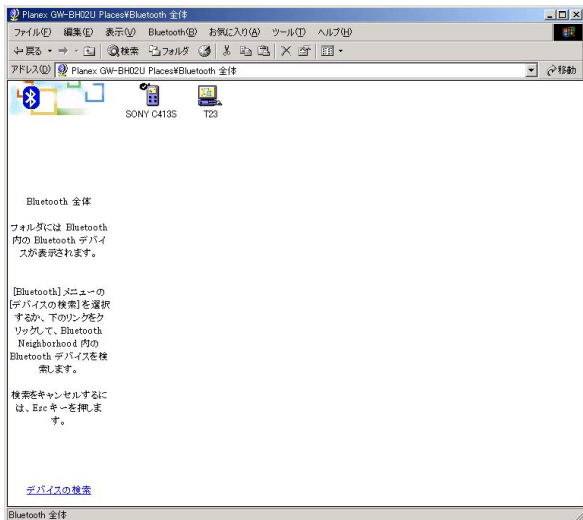 Planex GW-BH02U Places¥Bluetooth 全体
ファイル(F) 編集(E) 表示(V) Bluetooth(B) お気に入り(A) ツール(T) ヘルプ(H)
戻る 検索 フォルダ
アドレス(D) Planex GW-BH02U Places¥Bluetooth 全体 移動
SONY C413S T23
Bluetooth 全体
フォルダには Bluetooth
内の Bluetooth デバイ
スが表示されます。
[Bluetooth]メニューの
[デバイスの検索]を選択
するか、下のリンクをク
リックして、Bluetooth
Neighborhood 内の
Bluetooth デバイスを検
索します。
検索をキャンセルするに
は、Esc キーを押しま
す。
デバイスの検索
Bluetooth 全体